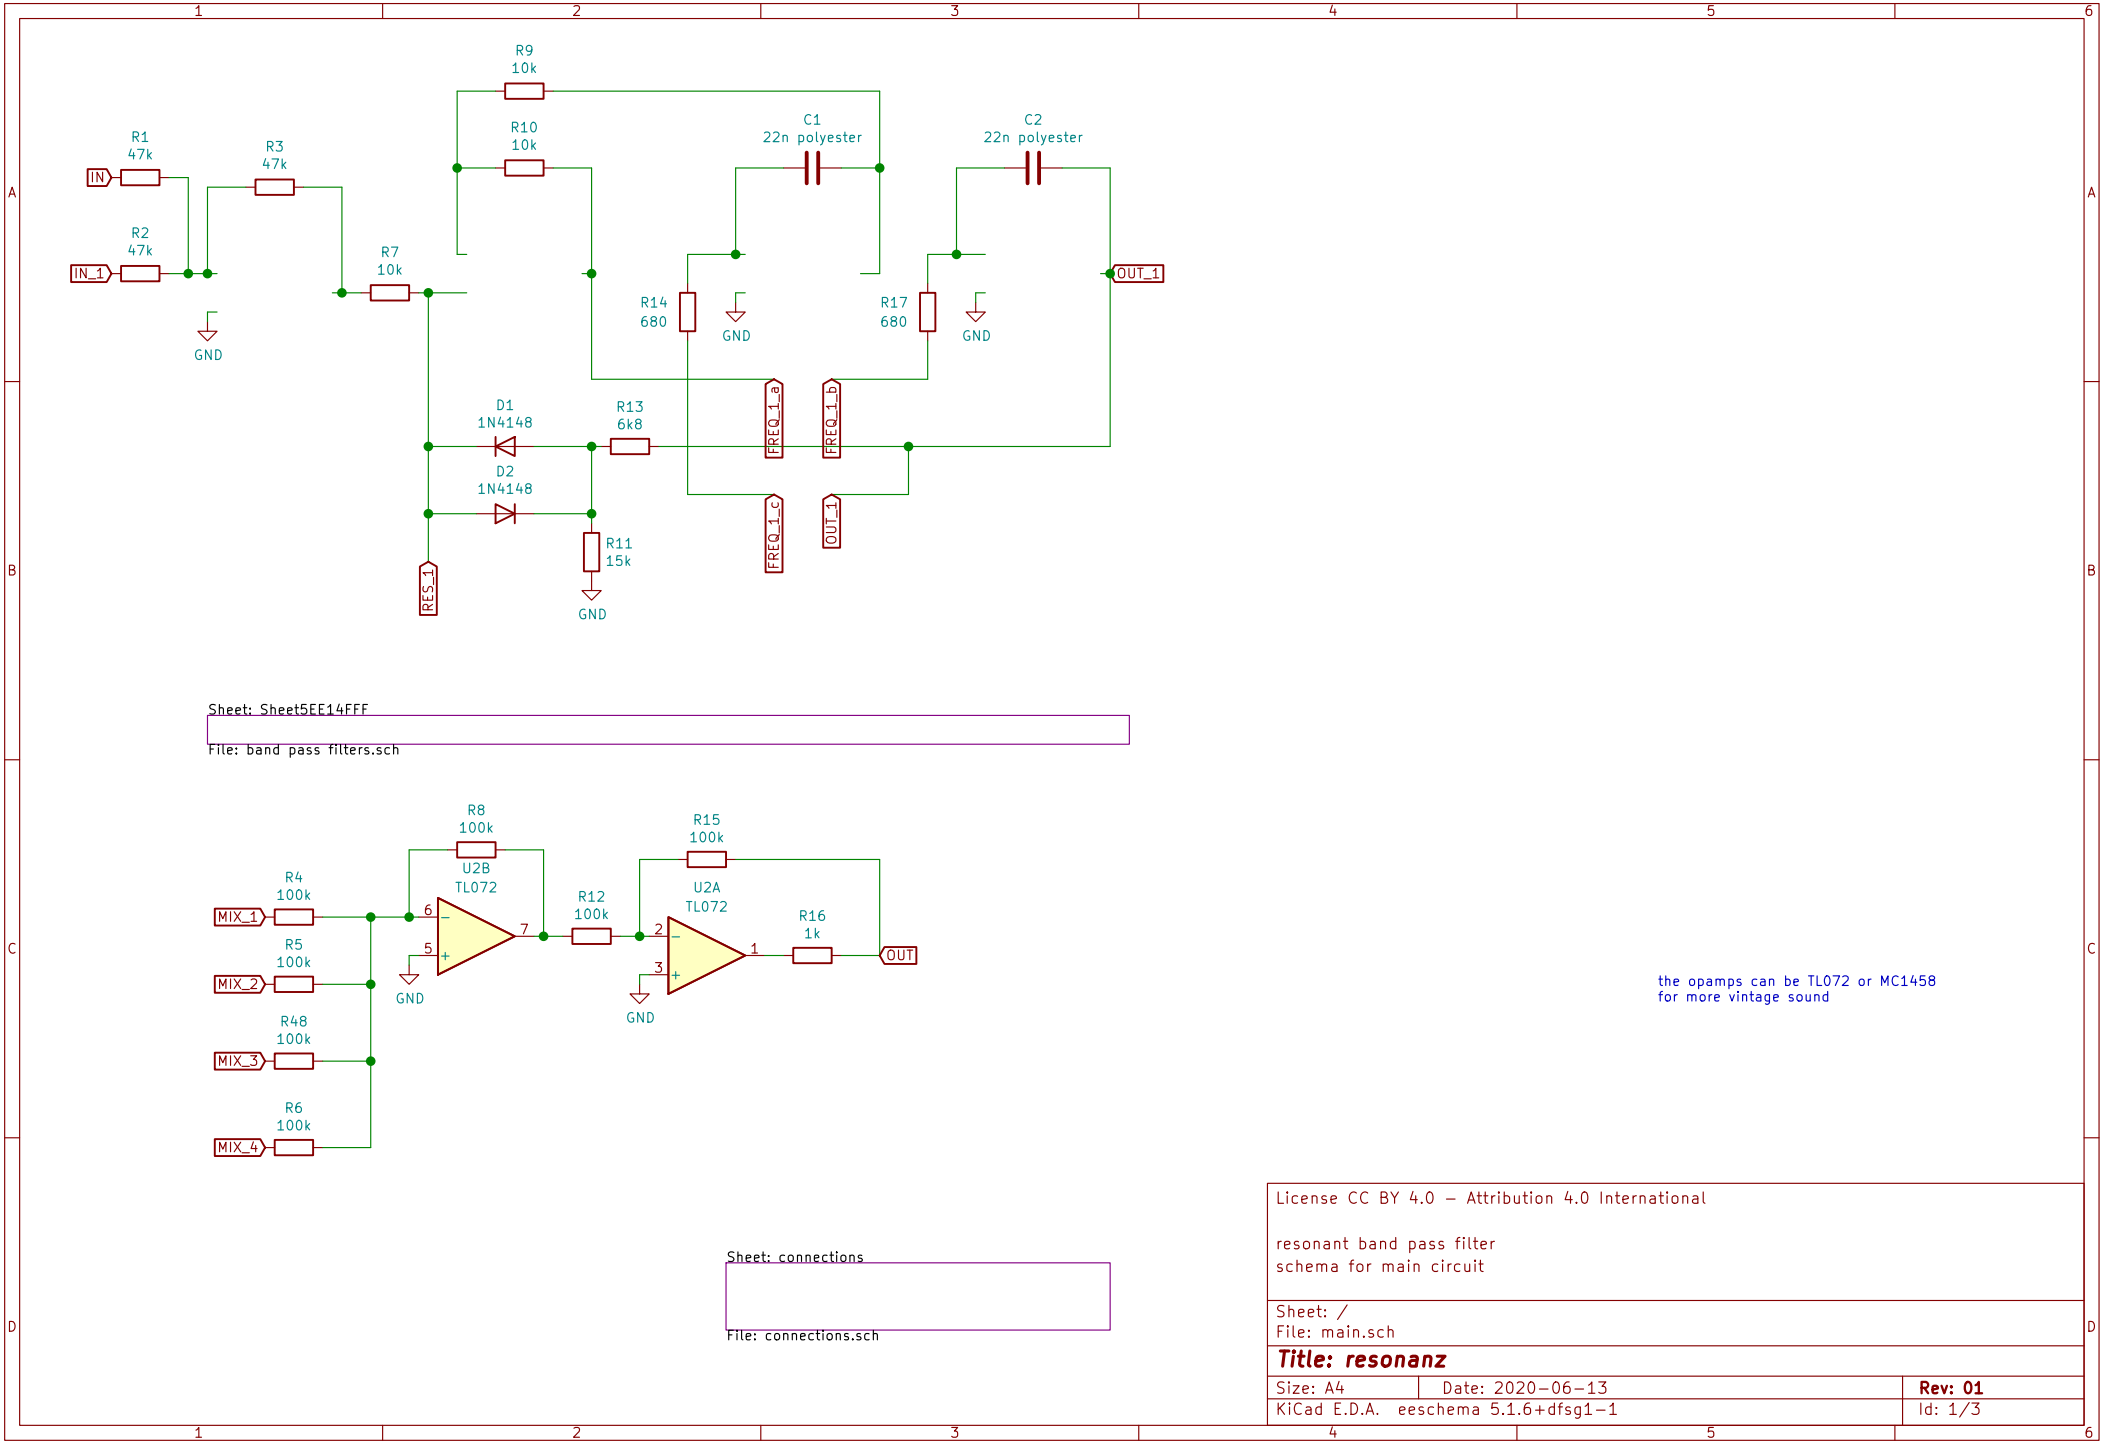 1 2 3 4 5 6
A A
B B
C C
D D
1 2 3 4 5 6
R9
10k
R10
10k
C1
22n polyester
C2
22n polyester
R1
47k
IN
R3
47k
R2
47k
IN_1
R7
10k
GND
R14
680
GND
R17
680
GND
OUT_1
FREQ_1_a
FREQ_1_b
D1
1N4148
R13
6k8
D2
1N4148
FREQ_1_c
OUT_1
R11
15k
RES_1
GND
Sheet: Sheet5EE14FFF
File: band pass filters.sch
R8
100k
U2B
TL072
R15
100k
U2A
TL072
R4
100k
MIX_1
6
5
7
−
+
R12
100k
2
3
1
−
+
R16
1k
OUT
R5
100k
MIX_2
GND
GND
R48
100k
MIX_3
R6
100k
MIX_4
the opamps can be TL072 or MC1458
for more vintage sound
Sheet: connections
File: connections.sch
License CC BY 4.0 − Attribution 4.0 International
resonant band pass filter
schema for main circuit
Sheet: /
File: main.sch
Title: resonanz
Size: A4 Date: 2020−06−13 Rev: 01
KiCad E.D.A. eeschema 5.1.6+dfsg1−1 Id: 1/3